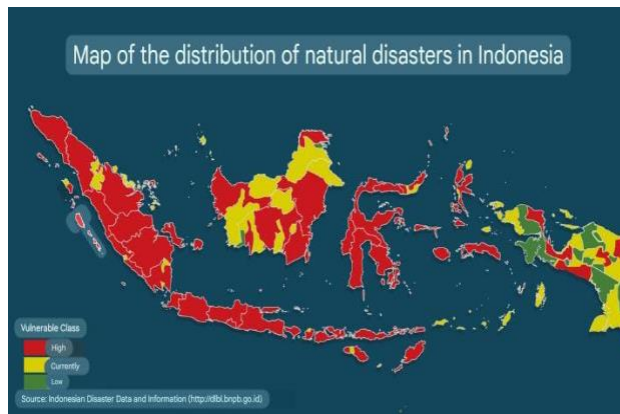 Map of the distribution of natural disasters in Indonesia
Vulnerable Class
High
Currently
Low
Source: Indonesian Disaster Data and Information (http://dibi.bnpb.go.id)